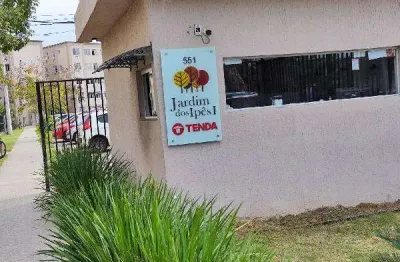 551
Jardim
dos Ipês I
TENDA